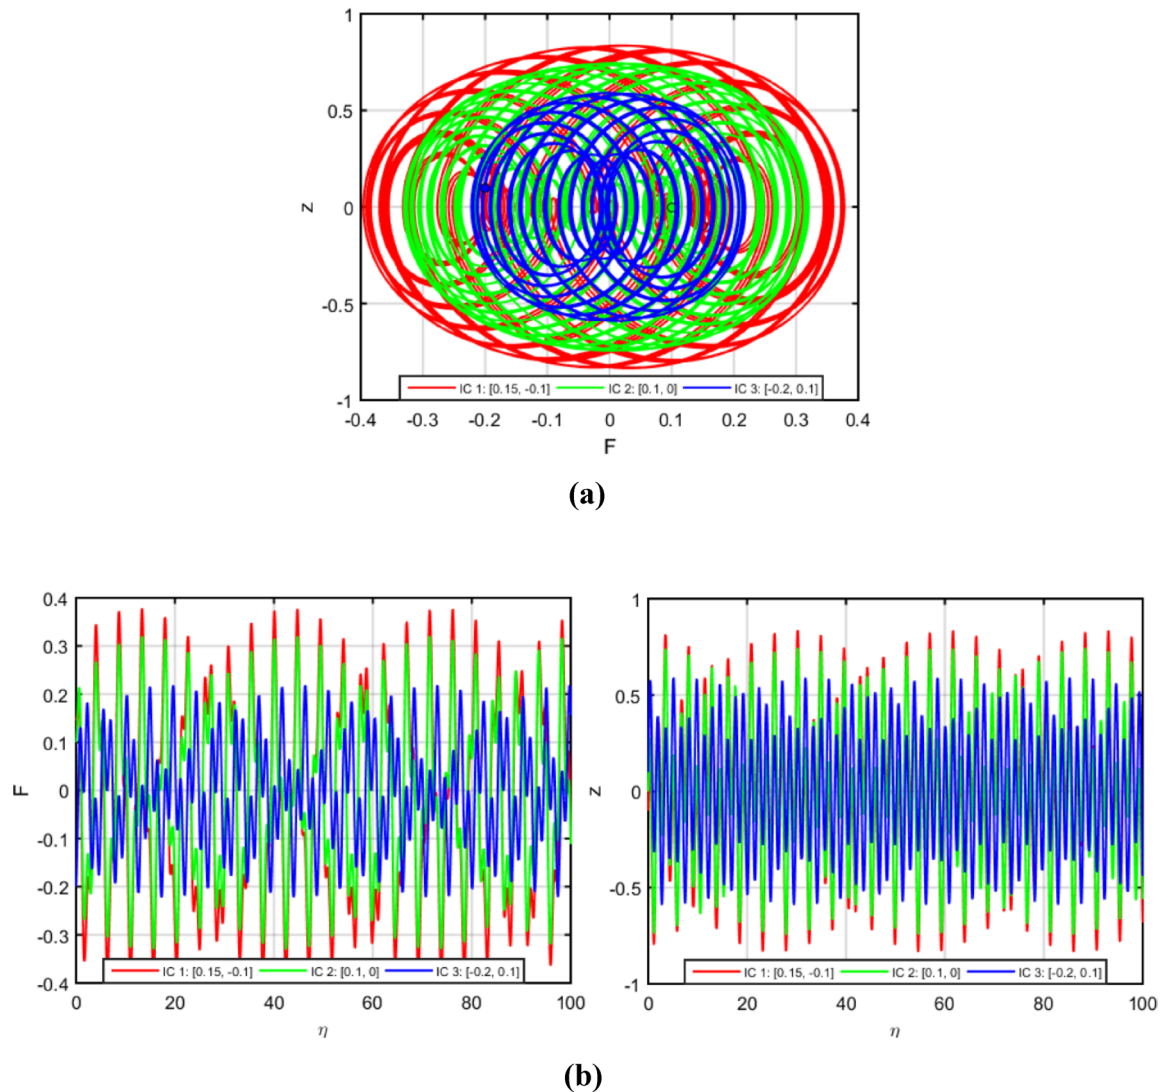 1
0.5
z
0
-0.5
-1
IC 1: [0.15, -0.1] IC 2: [0.1, 0] IC 3: [-0.2, 0.1]
-0.4 -0.3 -0.2 -0.1 0 0.1 0.2 0.3 0.4
F
(a)
0.4
0.3
0.2
0.1
F
0
-0.1
-0.2
-0.3
-0.4
IC 1: [0.15, -0.1] IC 2: [0.1, 0] IC 3: [-0.2, 0.1]
0 20 40 60 80 100
η
1
0.5
z
0
-0.5
-1
IC 1: [0.15, -0.1] IC 2: [0.1, 0] IC 3: [-0.2, 0.1]
0 20 40 60 80 100
η
(b)